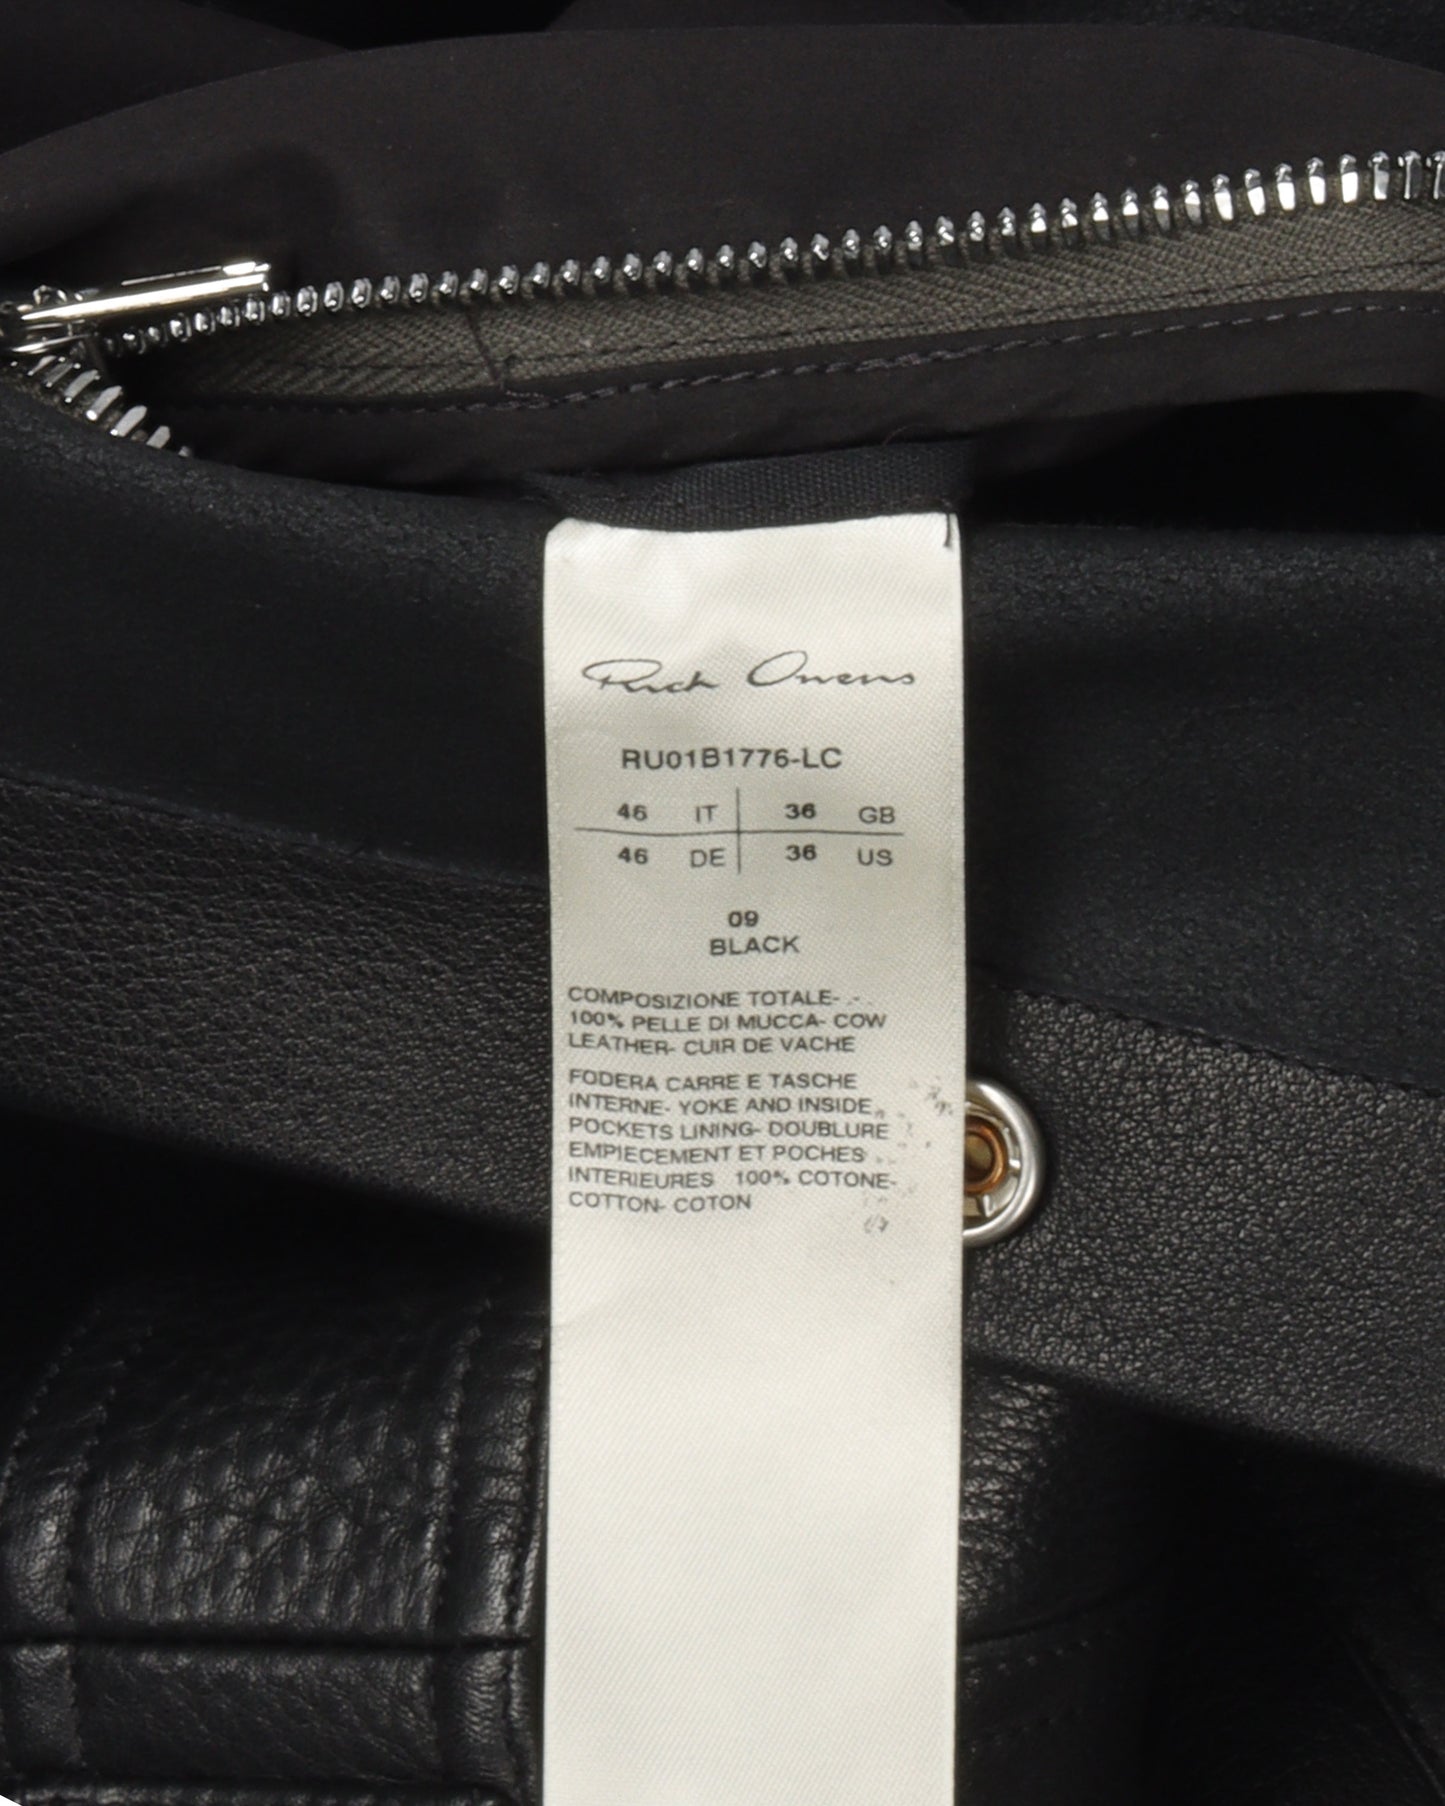 Rick Owens
RU01B1776-LC
46 IT 36 GB
46 DE 36 US
09
BLACK
COMPOSIZIONE TOTALE-
100% PELLE DI MUCCA- COW
LEATHER- CUIR DE VACHE
FODERA CARRE E TASCHE
INTERNE- YOKE AND INSIDE
POCKETS LINING- DOUBLURE
EMPIECEMENT ET POCHES
INTERIEURES 100% COTONE-
COTTON- COTON